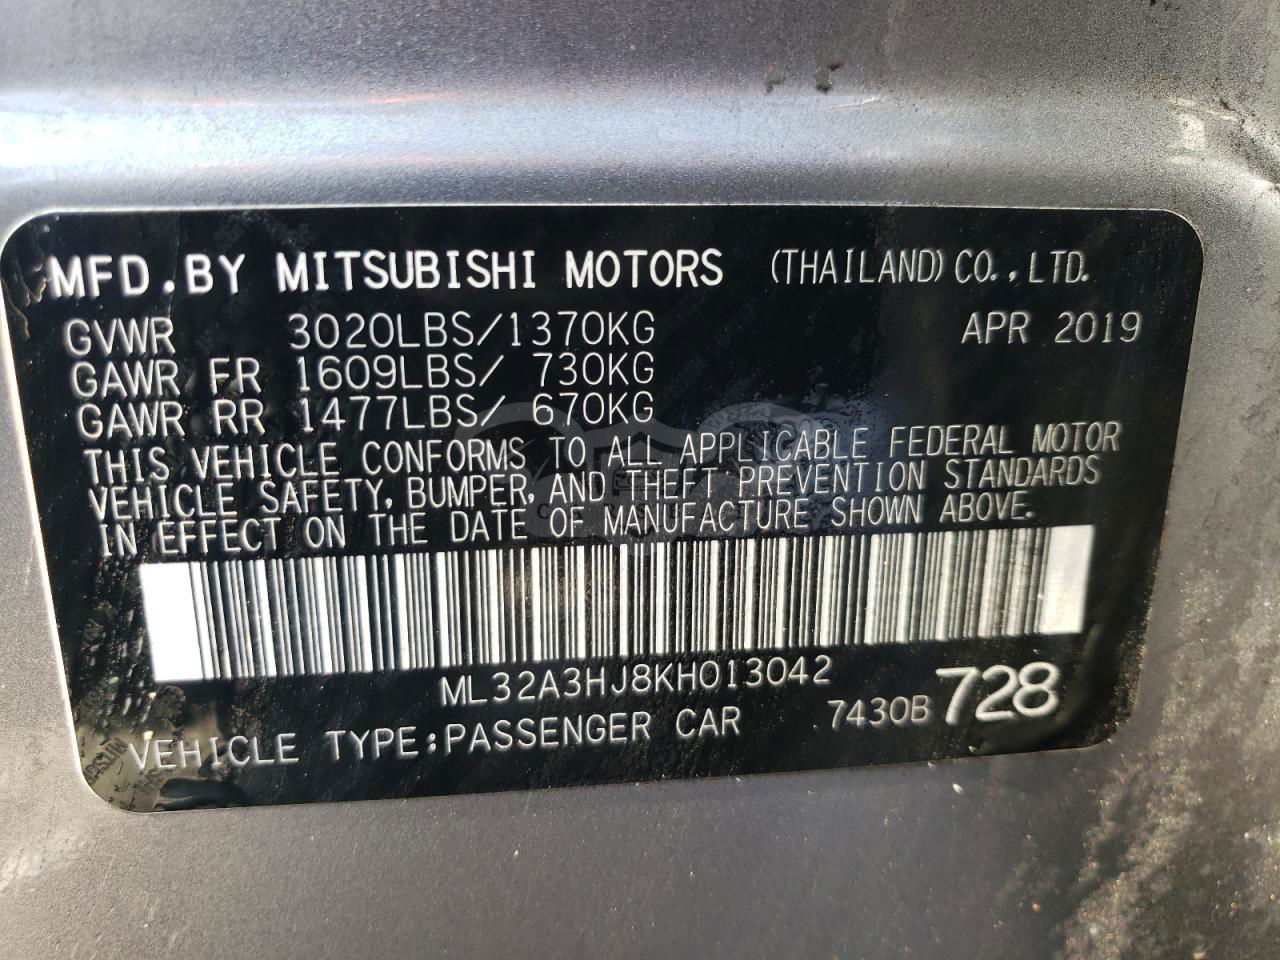 MFD.BY MITSUBISHI MOTORS (THAILAND) CO.,LTD.
GVWR 3020LBS/1370KG APR 2019
GAWR FR 1609LBS/ 730KG
GAWR RR 1477LBS/ 670KG
THIS VEHICLE CONFORMS TO ALL APPLICABLE FEDERAL MOTOR
VEHICLE SAFETY, BUMPER, AND THEFT PREVENTION STANDARDS
IN EFFECT ON THE DATE OF MANUFACTURE SHOWN ABOVE.
ML32A3HJ8KH013042
VEHICLE TYPE:PASSENGER CAR 7430B 728